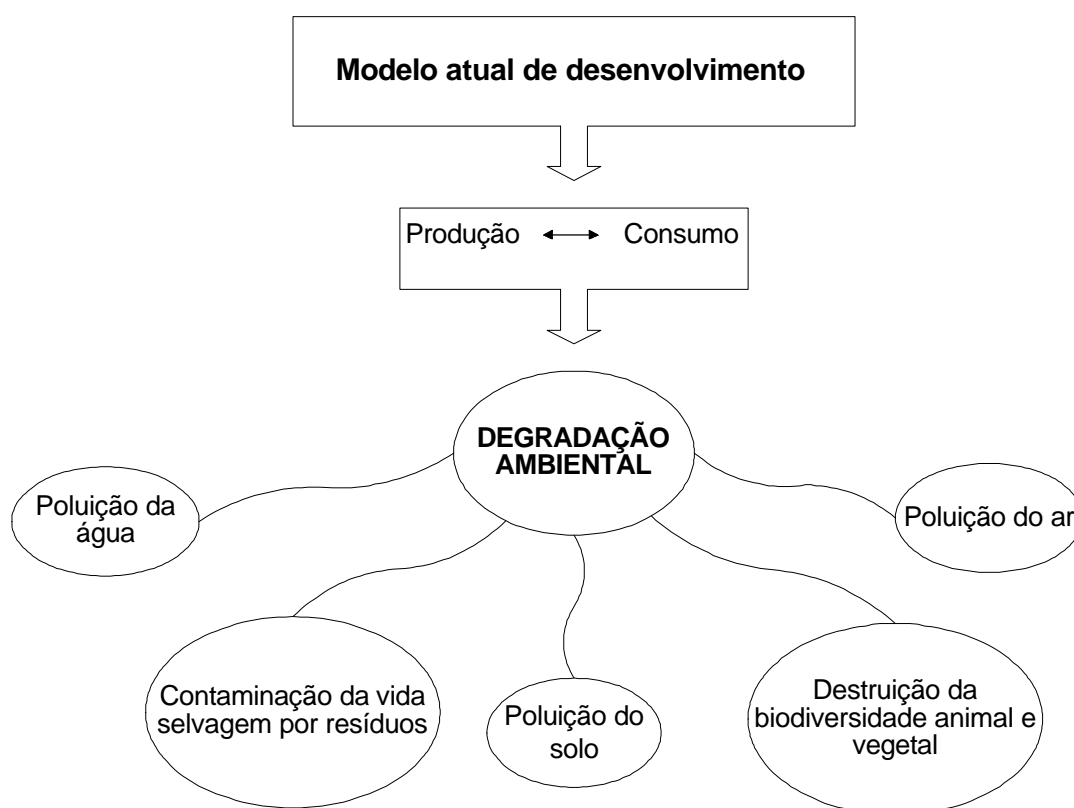 Modelo atual de desenvolvimento
Produção Consumo
DEGRADAÇÃO
AMBIENTAL
Poluição da
água
Poluição do ar
Contaminação da vida
selvagem por resíduos
Poluição do
solo
Destruição da
biodiversidade animal e
vegetal